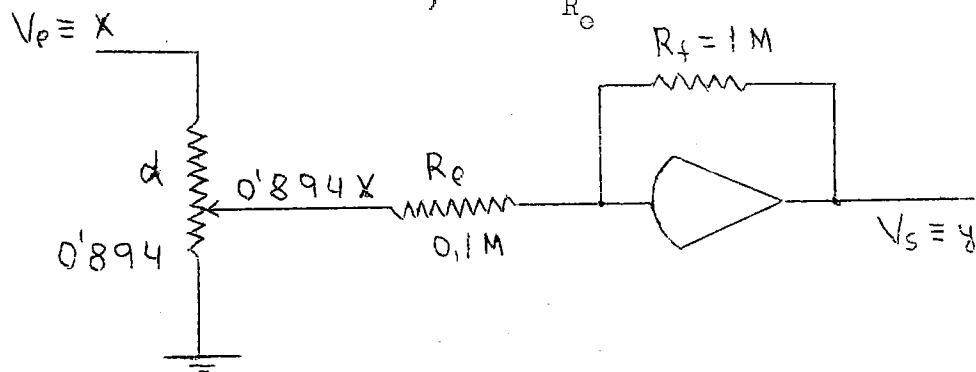 R_e
V_e ≡ X
R_f = 1 M
α
0'894 X
R_e
0'894
0,1 M
V_s ≡ y